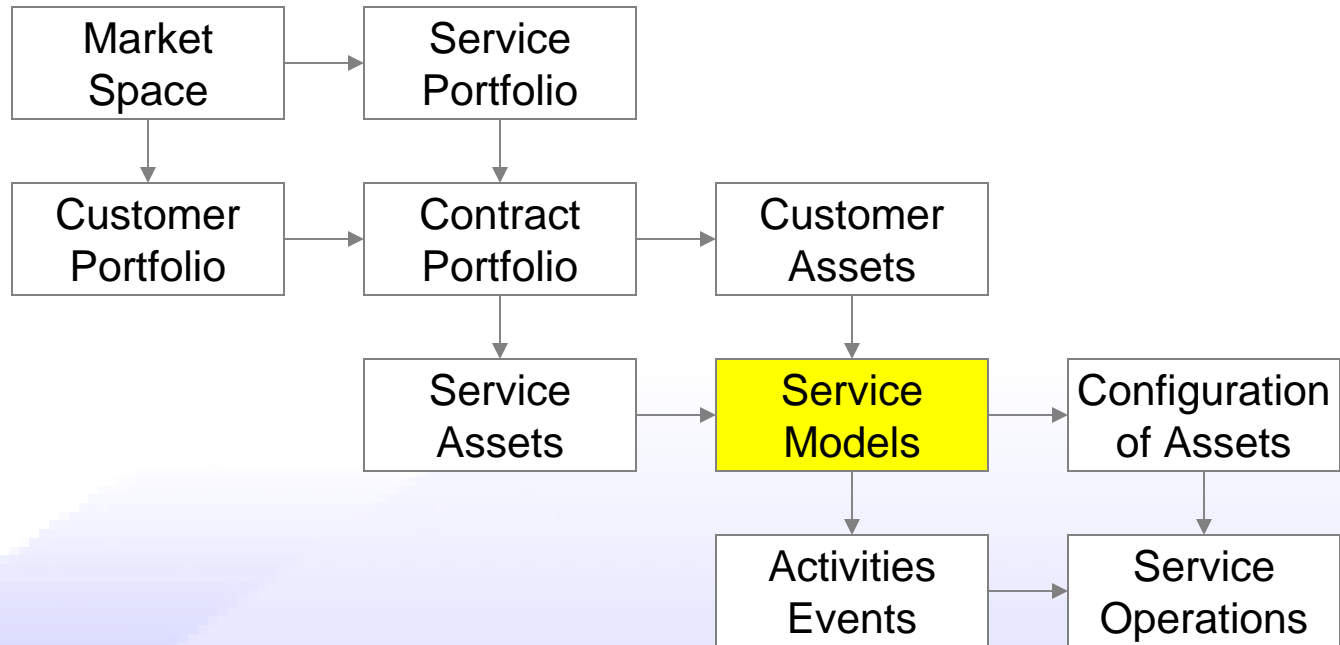 Market
Space
Service
Portfolio
Customer
Portfolio
Contract
Portfolio
Customer
Assets
Service
Assets
Service
Models
Configuration
of Assets
Activities
Events
Service
Operations